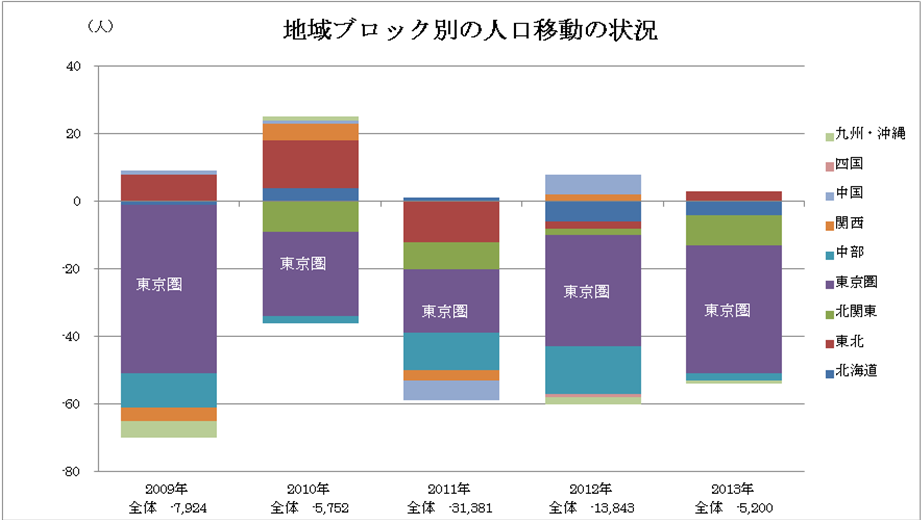 地域ブロック別の人口移動の状況
(人)
40
20
0
-20
-40
-60
-80
東京圏
東京圏
東京圏
東京圏
東京圏
九州・沖縄
四国
中国
関西
中部
東京圏
北関東
東北
北海道
2009年 2010年 2011年 2012年 2013年
全体 -7,924 全体 -5,752 全体 -31,381 全体 -13,843 全体 -5,200